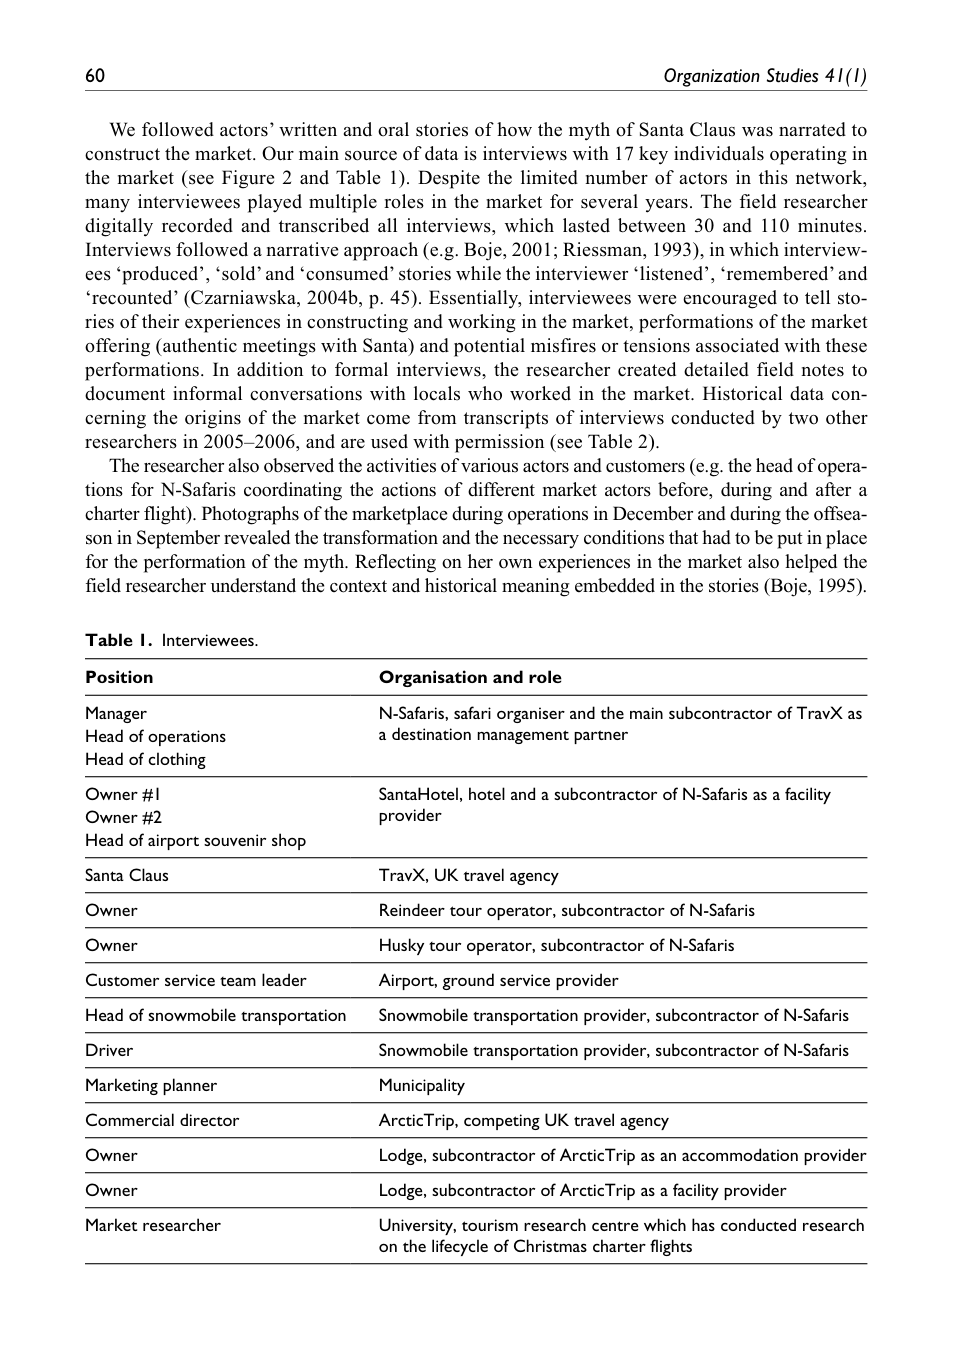 60
Organization Studies 41(1)
We followed actors’ written and oral stories of how the myth of Santa Claus was narrated to
construct the market. Our main source of data is interviews with 17 key individuals operating in
the market (see Figure 2 and Table 1). Despite the limited number of actors in this network,
many interviewees played multiple roles in the market for several years. The field researcher
digitally recorded and transcribed all interviews, which lasted between 30 and 110 minutes.
Interviews followed a narrative approach (e.g. Boje, 2001; Riessman, 1993), in which interview-
ees ‘produced’, ‘sold’ and ‘consumed’ stories while the interviewer ‘listened’, ‘remembered’ and
‘recounted’ (Czarniawska, 2004b, p. 45). Essentially, interviewees were encouraged to tell sto-
ries of their experiences in constructing and working in the market, performations of the market
offering (authentic meetings with Santa) and potential misfires or tensions associated with these
performations. In addition to formal interviews, the researcher created detailed field notes to
document informal conversations with locals who worked in the market. Historical data con-
cerning the origins of the market come from transcripts of interviews conducted by two other
researchers in 2005–2006, and are used with permission (see Table 2).
The researcher also observed the activities of various actors and customers (e.g. the head of opera-
tions for N-Safaris coordinating the actions of different market actors before, during and after a
charter flight). Photographs of the marketplace during operations in December and during the offsea-
son in September revealed the transformation and the necessary conditions that had to be put in place
for the performation of the myth. Reflecting on her own experiences in the market also helped the
field researcher understand the context and historical meaning embedded in the stories (Boje, 1995).
Table 1. Interviewees.
Position
Organisation and role
Manager
Head of operations
Head of clothing
N-Safaris, safari organiser and the main subcontractor of TravX as
a destination management partner
Owner #1
Owner #2
Head of airport souvenir shop
SantaHotel, hotel and a subcontractor of N-Safaris as a facility
provider
Santa Claus
TravX, UK travel agency
Owner
Reindeer tour operator, subcontractor of N-Safaris
Owner
Husky tour operator, subcontractor of N-Safaris
Customer service team leader
Airport, ground service provider
Head of snowmobile transportation
Snowmobile transportation provider, subcontractor of N-Safaris
Driver
Snowmobile transportation provider, subcontractor of N-Safaris
Marketing planner
Municipality
Commercial director
ArcticTrip, competing UK travel agency
Owner
Lodge, subcontractor of ArcticTrip as an accommodation provider
Owner
Lodge, subcontractor of ArcticTrip as a facility provider
Market researcher
University, tourism research centre which has conducted research
on the lifecycle of Christmas charter flights